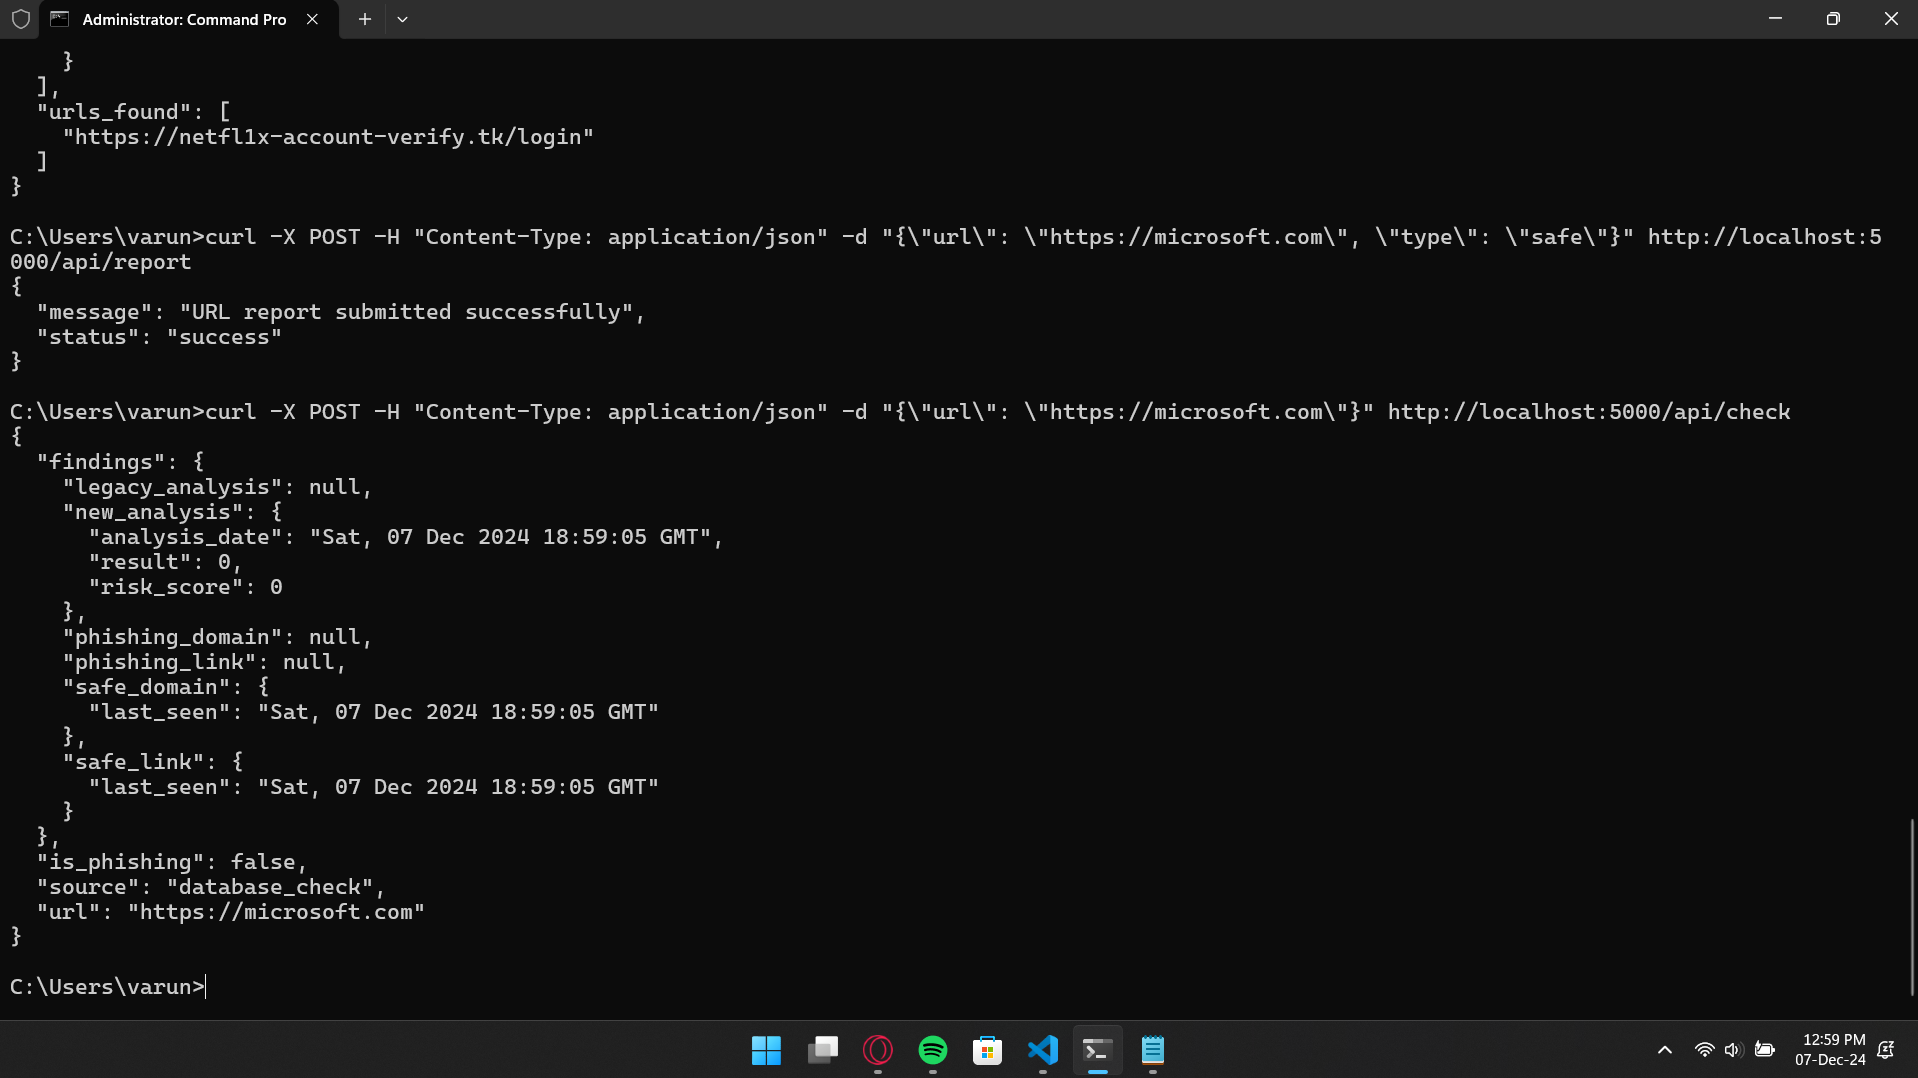 Administrator: Command Pro
    }
  ],
  "urls_found": [
    "https://netfl1x-account-verify.tk/login"
  ]
}
C:\Users\varun>curl -X POST -H "Content-Type: application/json" -d "{\"url\": \"https://microsoft.com\", \"type\": \"safe\"}" http://localhost:5
000/api/report
{
  "message": "URL report submitted successfully",
  "status": "success"
}
C:\Users\varun>curl -X POST -H "Content-Type: application/json" -d "{\"url\": \"https://microsoft.com\"}" http://localhost:5000/api/check
{
  "findings": {
    "legacy_analysis": null,
    "new_analysis": {
      "analysis_date": "Sat, 07 Dec 2024 18:59:05 GMT",
      "result": 0,
      "risk_score": 0
    },
    "phishing_domain": null,
    "phishing_link": null,
    "safe_domain": {
      "last_seen": "Sat, 07 Dec 2024 18:59:05 GMT"
    },
    "safe_link": {
      "last_seen": "Sat, 07 Dec 2024 18:59:05 GMT"
    }
  },
  "is_phishing": false,
  "source": "database_check",
  "url": "https://microsoft.com"
}
C:\Users\varun>
12:59 PM
07-Dec-24